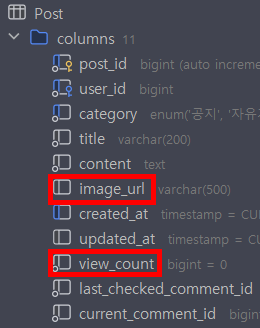 Post
columns 11
post_id bigint (auto increme
user_id bigint
category enum('공지', '자유
title varchar(200)
content text
image_url varchar(500)
created_at timestamp = CU
updated_at timestamp = CU
view_count bigint = 0
last_checked_comment_id
current_comment_id bigint